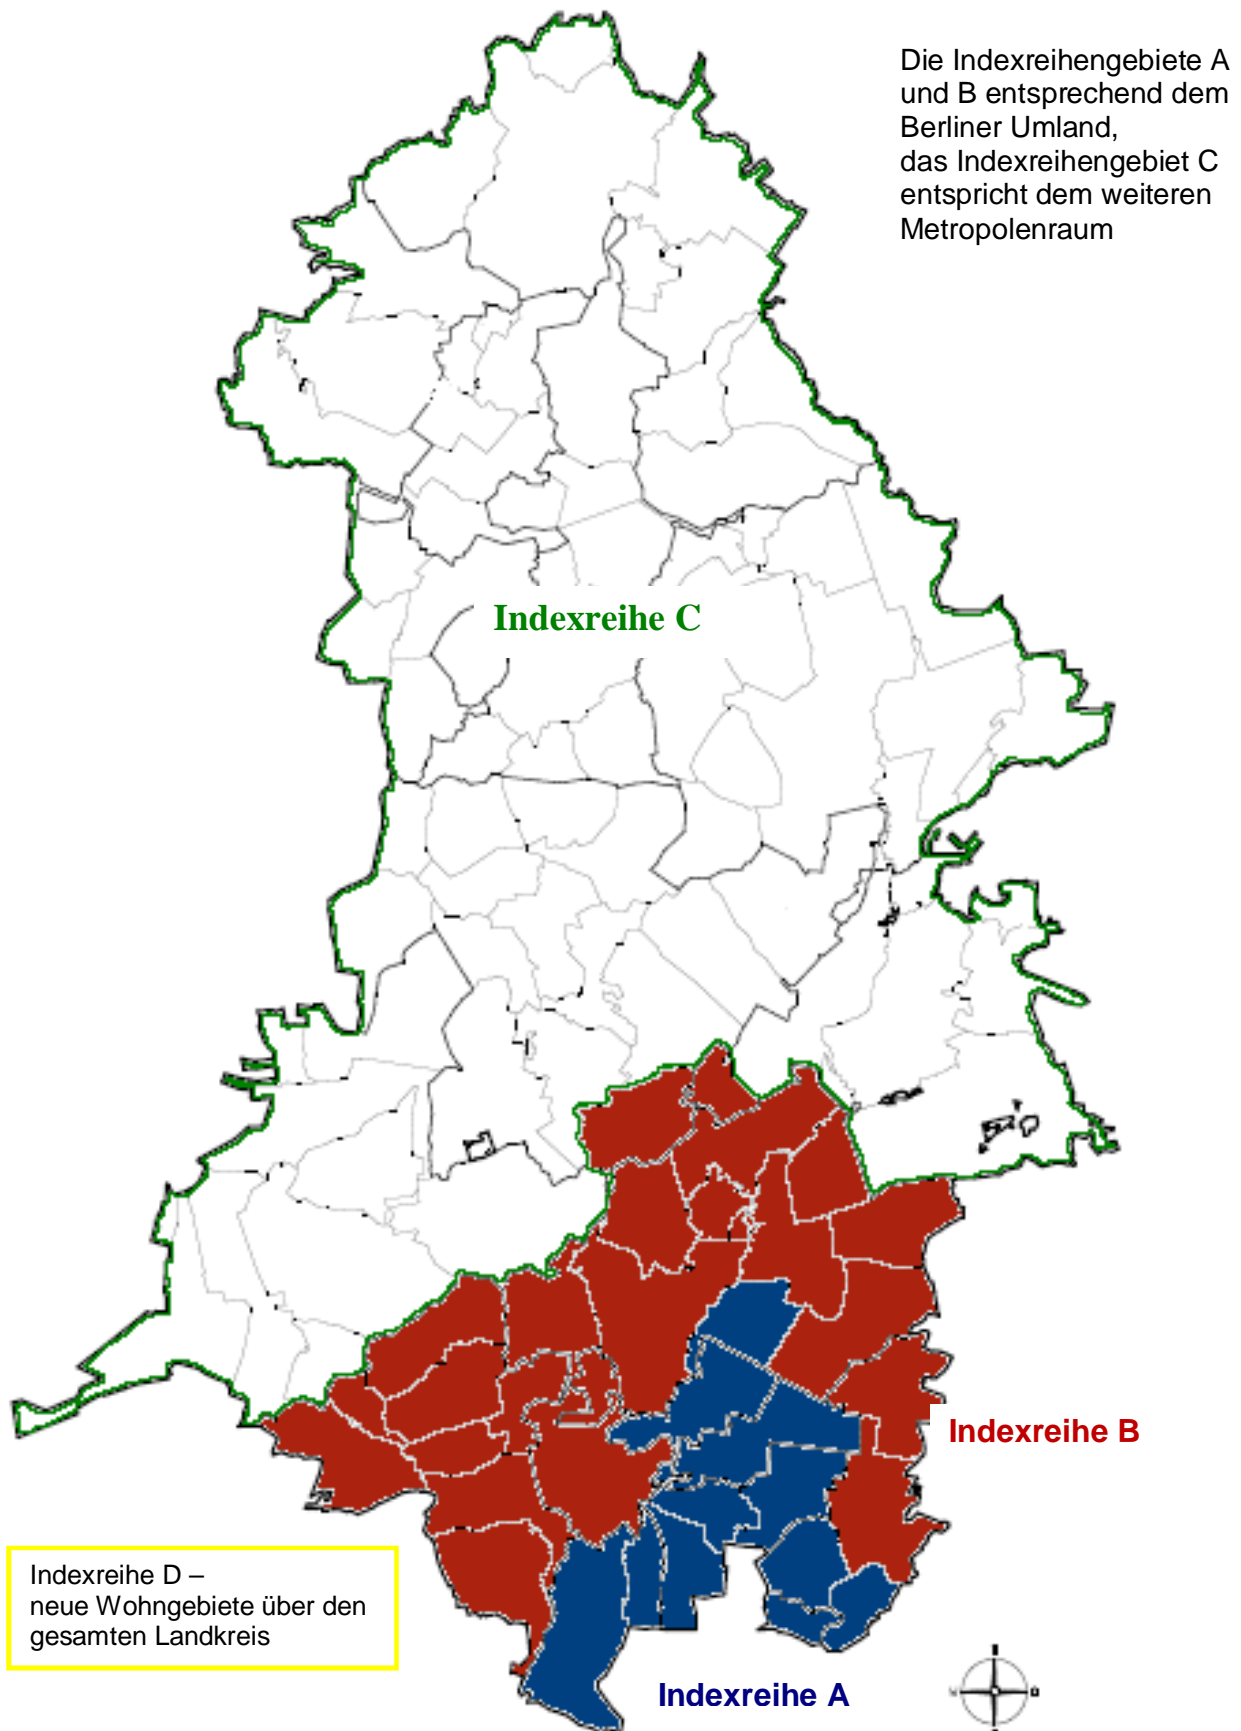 Die Indexreihengebiete A
und B entsprechend dem
Berliner Umland,
das Indexreihengebiet C
entspricht dem weiteren
Metropolenraum
Indexreihe C
Indexreihe B
Indexreihe D –
neue Wohngebiete über den
gesamten Landkreis
Indexreihe A